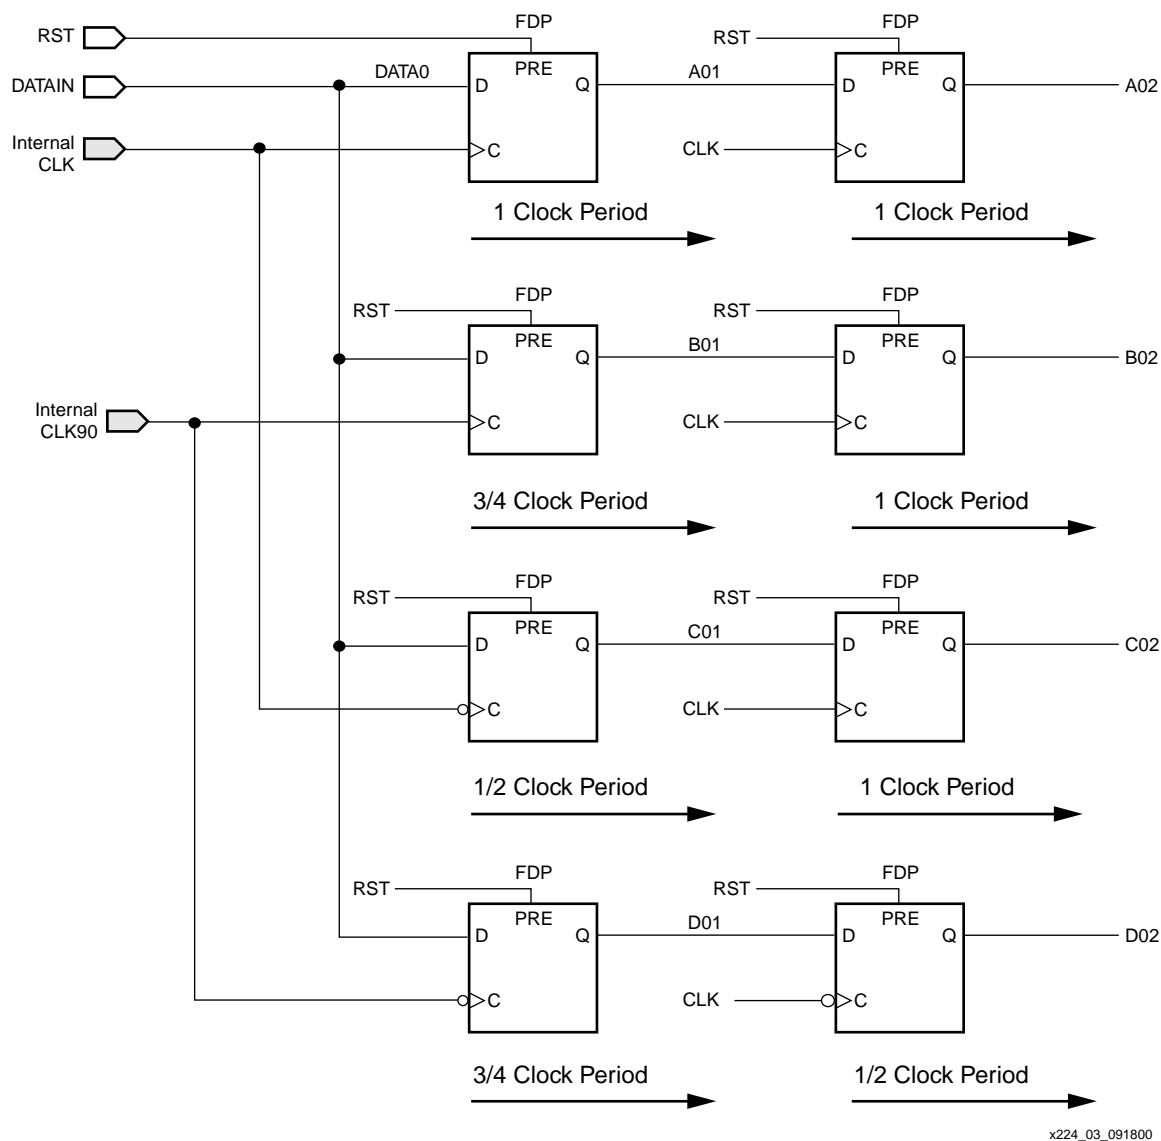 FDP
FDP
RST
RST
DATAIN
DATA0
D
PRE
Q
A01
D
PRE
Q
A02
Internal
CLK
C
CLK
C
1 Clock Period
1 Clock Period
FDP
FDP
RST
RST
D
PRE
Q
B01
D
PRE
Q
B02
Internal
CLK90
C
CLK
C
3/4 Clock Period
1 Clock Period
FDP
FDP
RST
RST
D
PRE
Q
C01
D
PRE
Q
C02
C
CLK
C
1/2 Clock Period
1 Clock Period
FDP
FDP
RST
RST
D
PRE
Q
D01
D
PRE
Q
D02
C
CLK
C
3/4 Clock Period
1/2 Clock Period
x224_03_091800